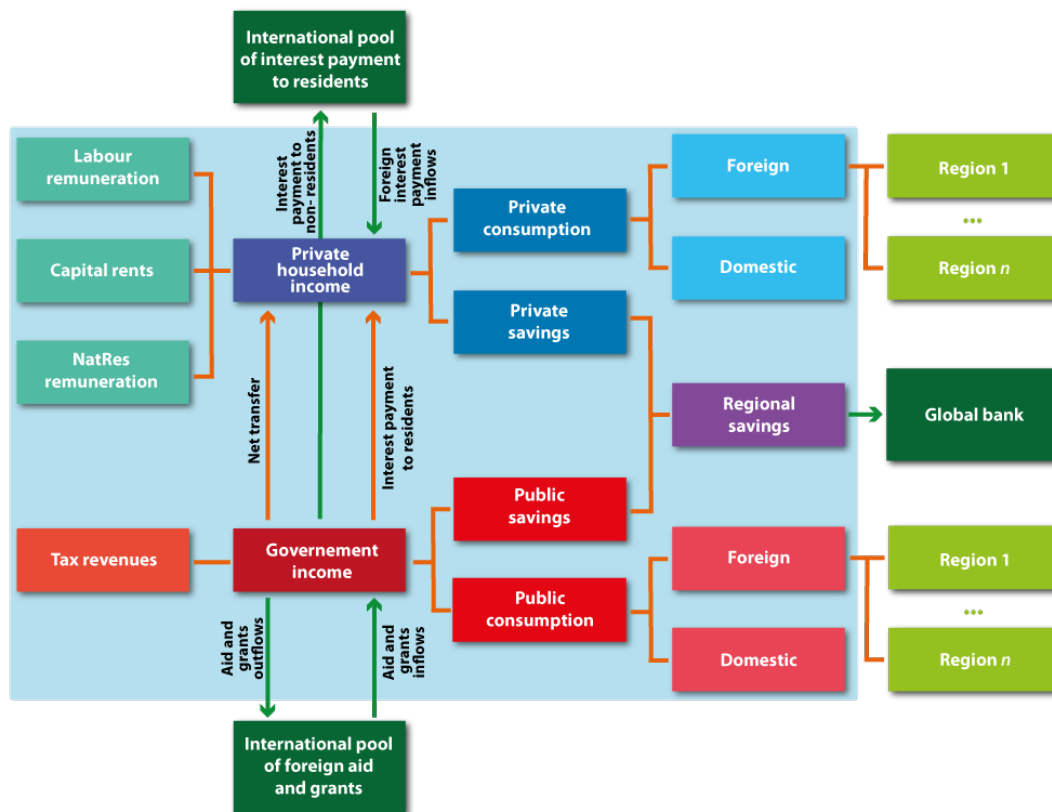 International pool
of interest payment
to residents
Labour
remuneration
Interest
payment to
non- residents
Foreign
interest
payment
inflows
Foreign
Region 1
...
Private
consumption
Capital rents
Private
household
income
Domestic
Region n
Private
savings
NatRes
remuneration
Net transfer
Interest payment
to residents
Regional
savings
Global bank
Public
savings
Tax revenues
Governement
income
Foreign
Region 1
...
Public
consumption
Aid and
grants
outflows
Aid and
grants
inflows
Domestic
Region n
International pool
of foreign aid
and grants